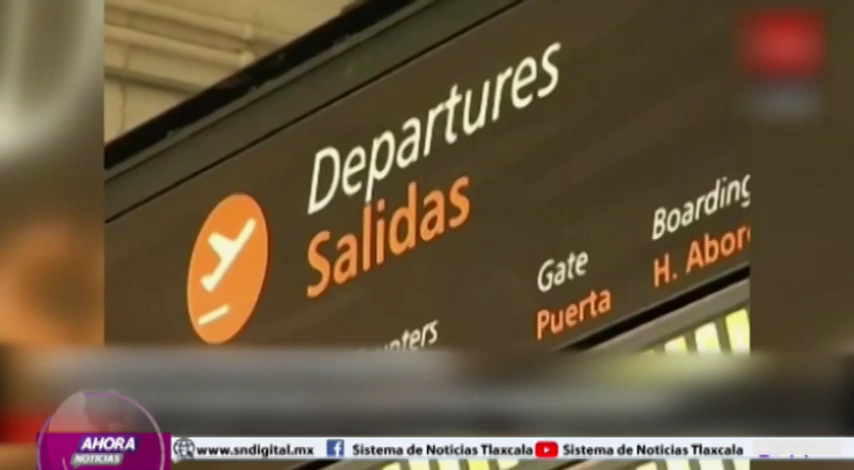 Departures
Salidas
Gate
Puerta
Boarding
H. Abor
AHORA
NOTICIAS
www.sndigital.mx
Sistema de Noticias Tlaxcala
Sistema de Noticias Tlaxcala